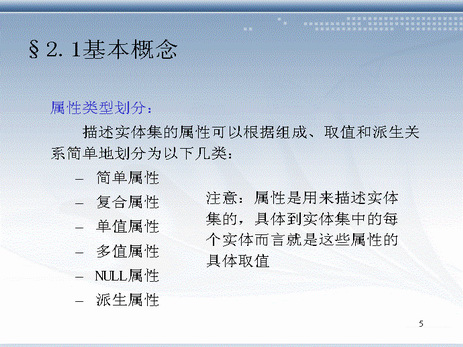 §2.1基本概念
属性类型划分：
描述实体集的属性可以根据组成、取值和派生关
系简单地划分为以下几类：
– 简单属性
– 复合属性
– 单值属性
– 多值属性
– NULL属性
– 派生属性
注意：属性是用来描述实体
集的，具体到实体集中的每
个实体而言就是这些属性的
具体取值
5